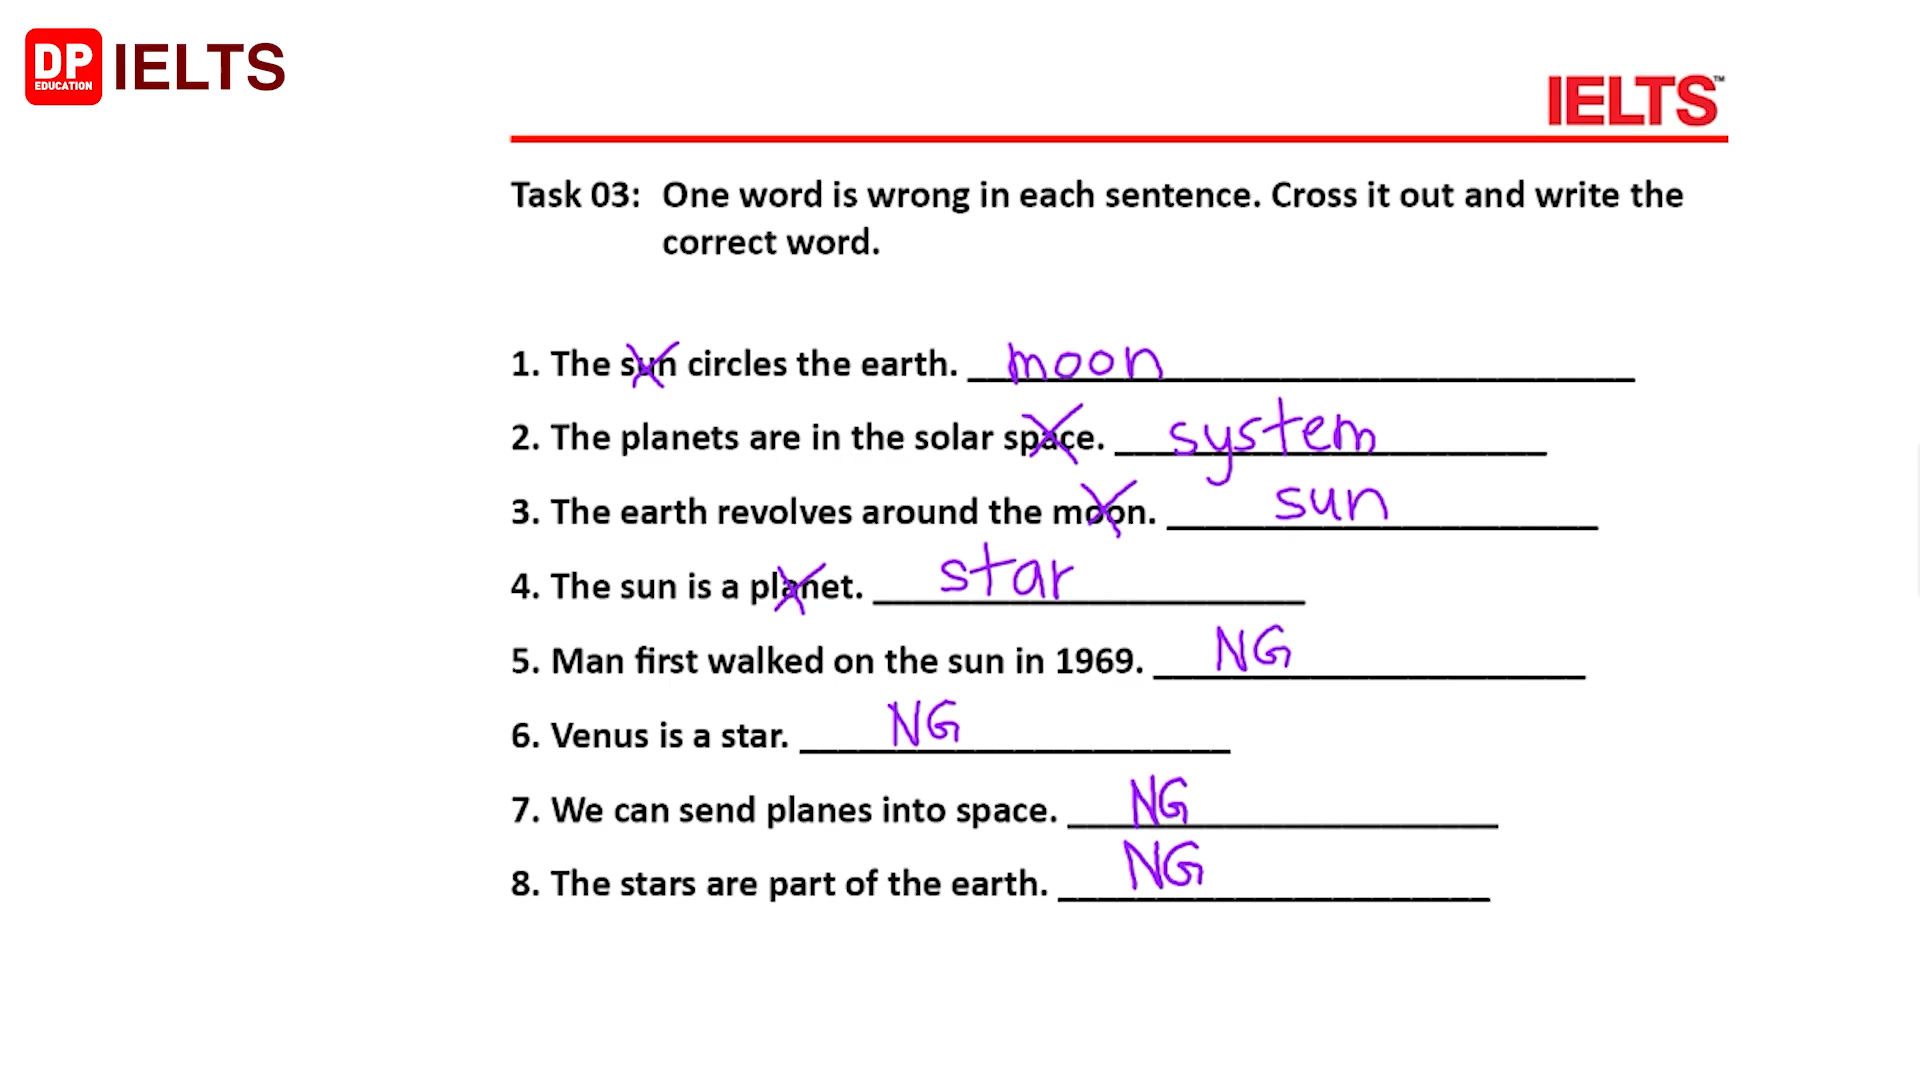 DP EDUCATION IELTS
IELTS™
Task 03: One word is wrong in each sentence. Cross it out and write the
correct word.
1. The sun circles the earth. moon
2. The planets are in the solar space. system
3. The earth revolves around the moon. sun
4. The sun is a planet. star
5. Man first walked on the sun in 1969. NG
6. Venus is a star. NG
7. We can send planes into space. NG
8. The stars are part of the earth. NG